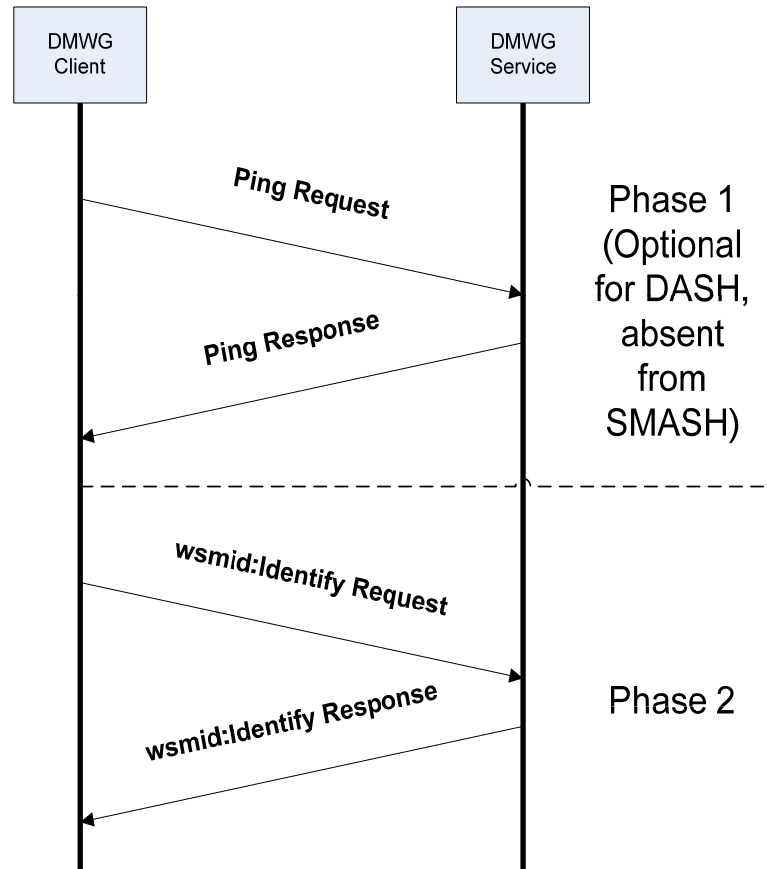 DMWG
Client
DMWG
Service
Ping Request
Ping Response
Phase 1
(Optional
for DASH,
absent
from
SMASH)
wsmid:Identify Request
wsmid:Identify Response
Phase 2